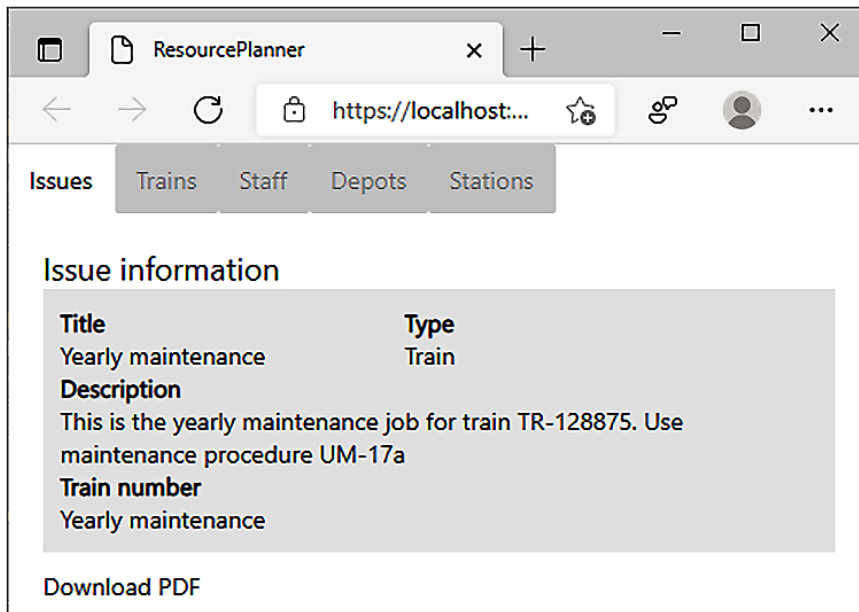 ResourcePlanner
https://localhost:...
Issues Trains Staff Depots Stations
Issue information
Title Type
Yearly maintenance Train
Description
This is the yearly maintenance job for train TR-128875. Use
maintenance procedure UM-17a
Train number
Yearly maintenance
Download PDF